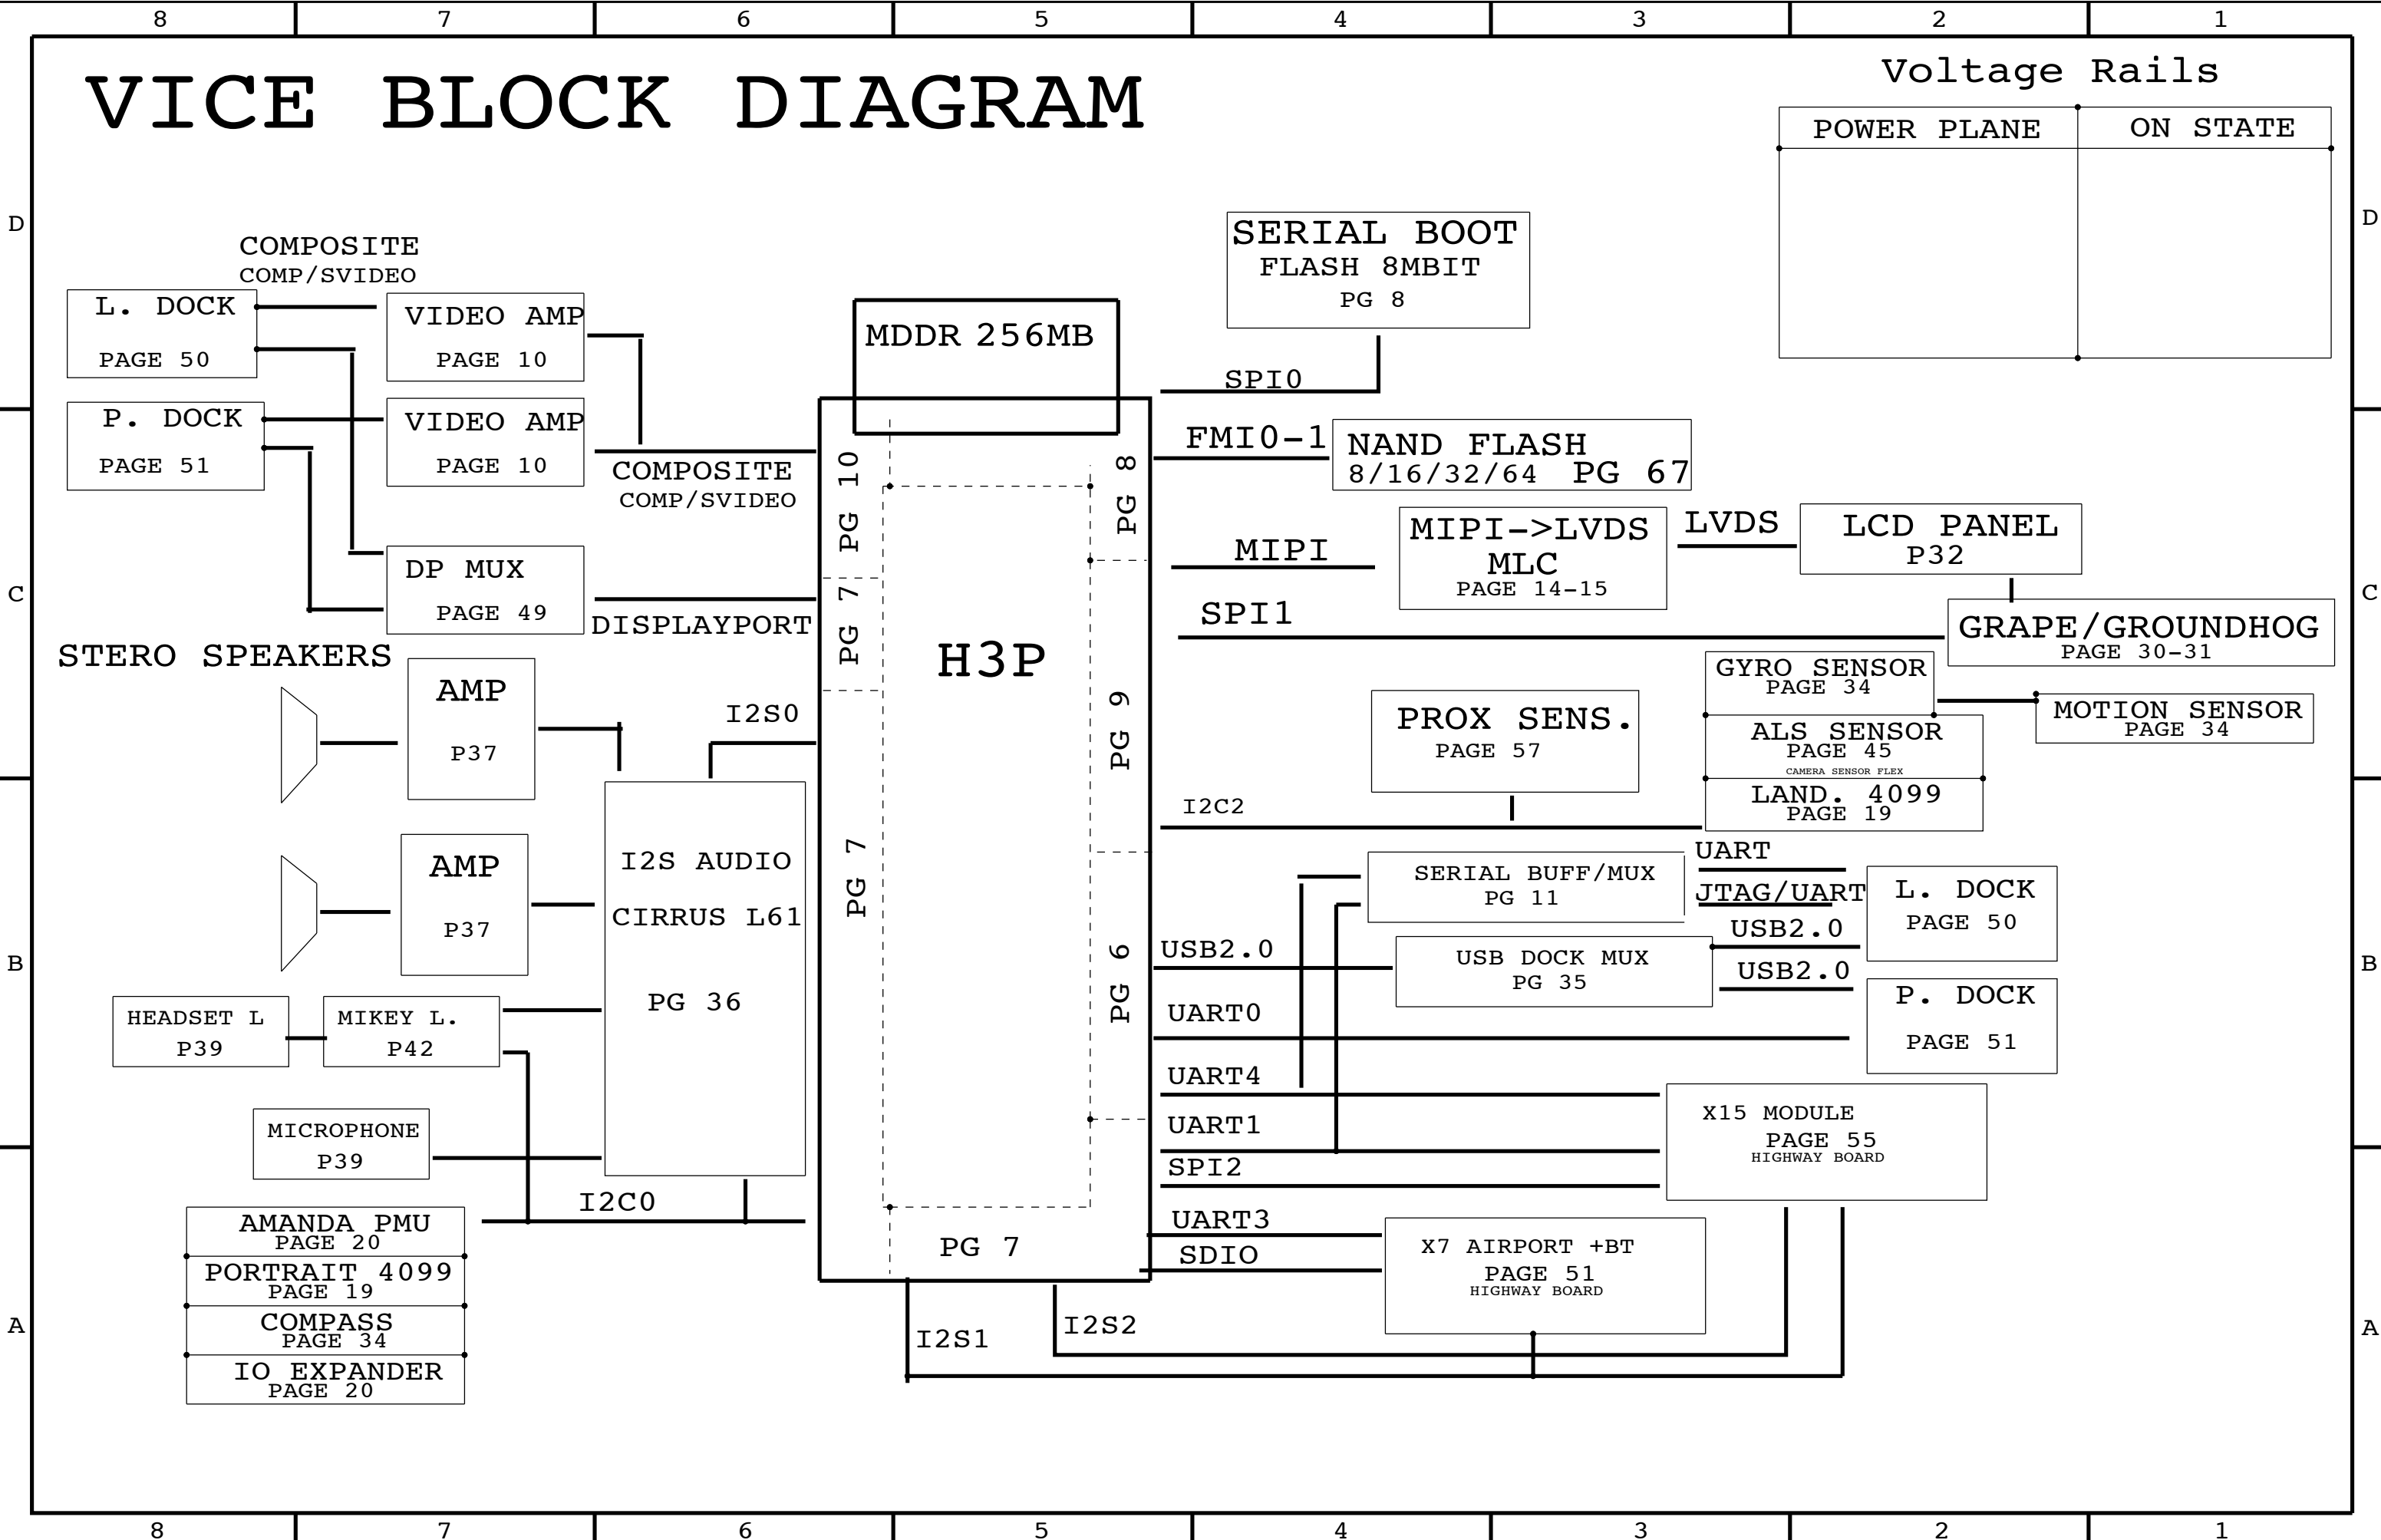 8 7 6 5 4 3 2 1
VICE BLOCK DIAGRAM
Voltage Rails
POWER PLANE ON STATE
D D
COMPOSITE
COMP/SVIDEO
L. DOCK
PAGE 50
VIDEO AMP
PAGE 10
P. DOCK
PAGE 51
VIDEO AMP
PAGE 10
COMPOSITE
COMP/SVIDEO
DP MUX
PAGE 49
DISPLAYPORT
MDDR 256MB
SERIAL BOOT
FLASH 8MBIT
PG 8
SPI0
FMI0-1
NAND FLASH
8/16/32/64 PG 67
MIPI
MIPI->LVDS
MLC
PAGE 14-15
LVDS
LCD PANEL
P32
SPI1
GRAPE/GROUNDHOG
PAGE 30-31
C C
PG 10
PG 7
PG 7
H3P
PG 8
PG 9
PG 6
PG 7
STERO SPEAKERS
AMP
P37
I2S0
AMP
P37
I2S AUDIO
CIRRUS L61
PG 36
PROX SENS.
PAGE 57
GYRO SENSOR
PAGE 34
MOTION SENSOR
PAGE 34
ALS SENSOR
PAGE 45
CAMERA SENSOR FLEX
LAND. 4099
PAGE 19
I2C2
SERIAL BUFF/MUX
PG 11
UART
JTAG/UART
L. DOCK
PAGE 50
USB2.0
USB2.0
USB DOCK MUX
PG 35
USB2.0
P. DOCK
PAGE 51
B B
HEADSET L
P39
MIKEY L.
P42
MICROPHONE
P39
UART0
UART4
UART1
SPI2
X15 MODULE
PAGE 55
HIGHWAY BOARD
I2C0
AMANDA PMU
PAGE 20
PORTRAIT 4099
PAGE 19
COMPASS
PAGE 34
IO EXPANDER
PAGE 20
UART3
SDIO
X7 AIRPORT +BT
PAGE 51
HIGHWAY BOARD
I2S1
I2S2
A A
8 7 6 5 4 3 2 1